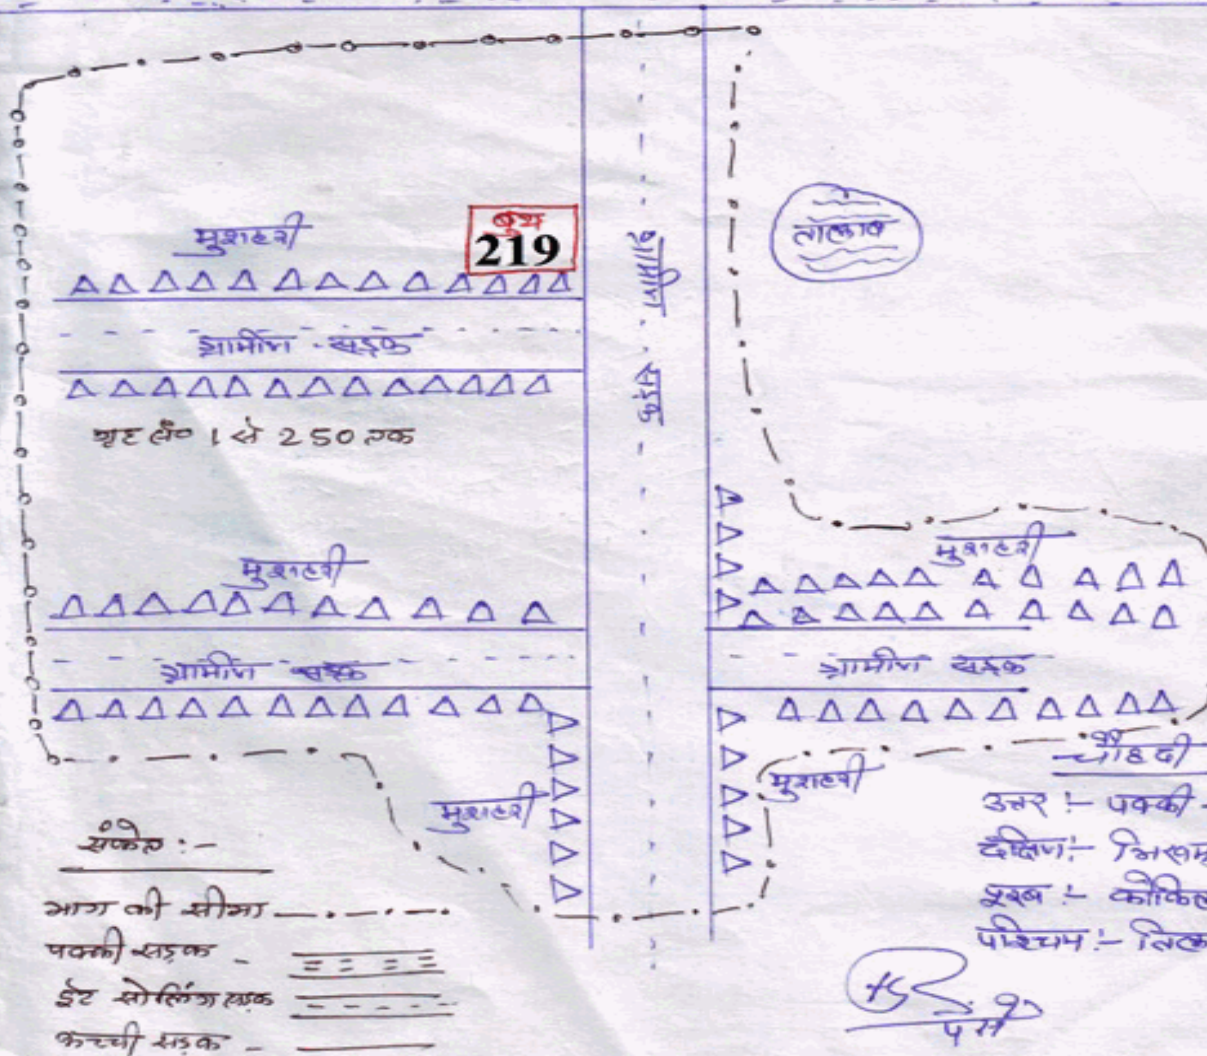 बुथ
219
मुशहरी
तालाब
ग्रामीण सड़क
ग्रामीण सड़क
गृह सं० 1 से 250 तक
मुशहरी
मुशहरी
ग्रामीण सड़क
ग्रामीण सड़क
चौहदी
मुशहरी
मुशहरी
उत्तर :- पक्की
दक्षिण :-
पुरब :-
पश्चिम :-
संकेत :-
भाग की सीमा
पक्की सड़क -
ईट सोलिंग सड़क
कच्ची सड़क -